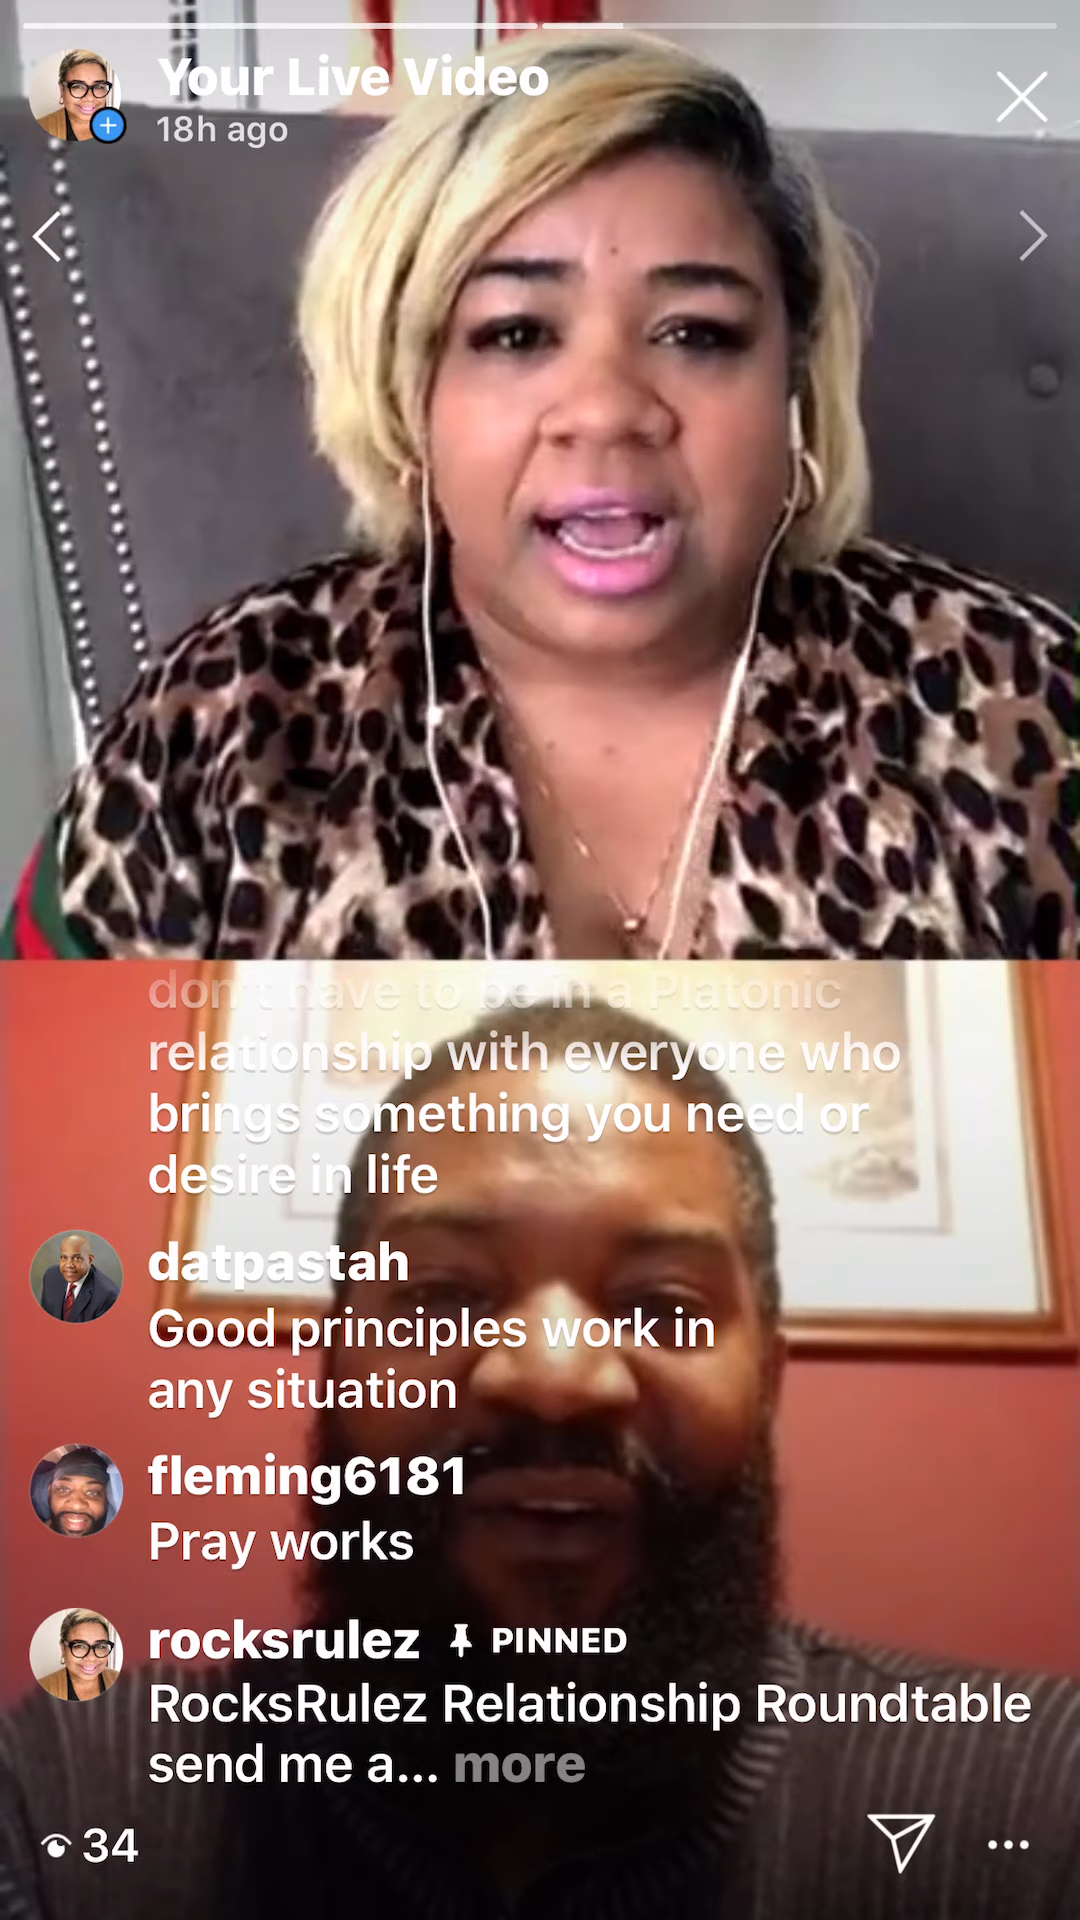 Your Live Video
18h ago
don't have to be in a Platonic
relationship with everyone who
brings something you need or
desire in life
datpastah
Good principles work in
any situation
fleming6181
Pray works
rocksrulez PINNED
RocksRulez Relationship Roundtable
send me a... more
34